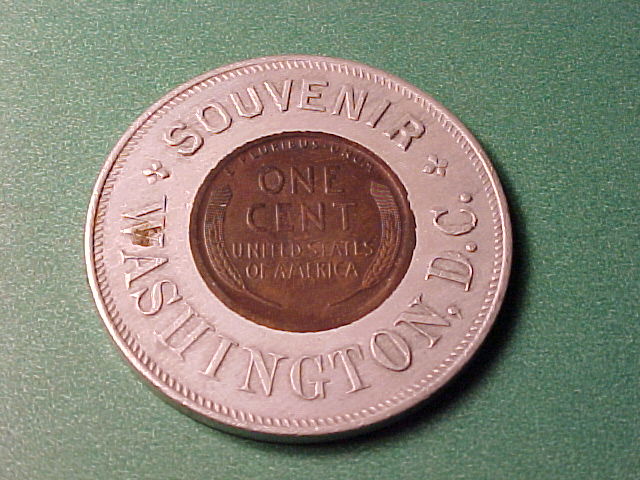 SOUVENIR
E·PLURIBUS·UNUM
ONE
CENT
UNITED·STATES
OF AMERICA
WASHINGTON, D.C.